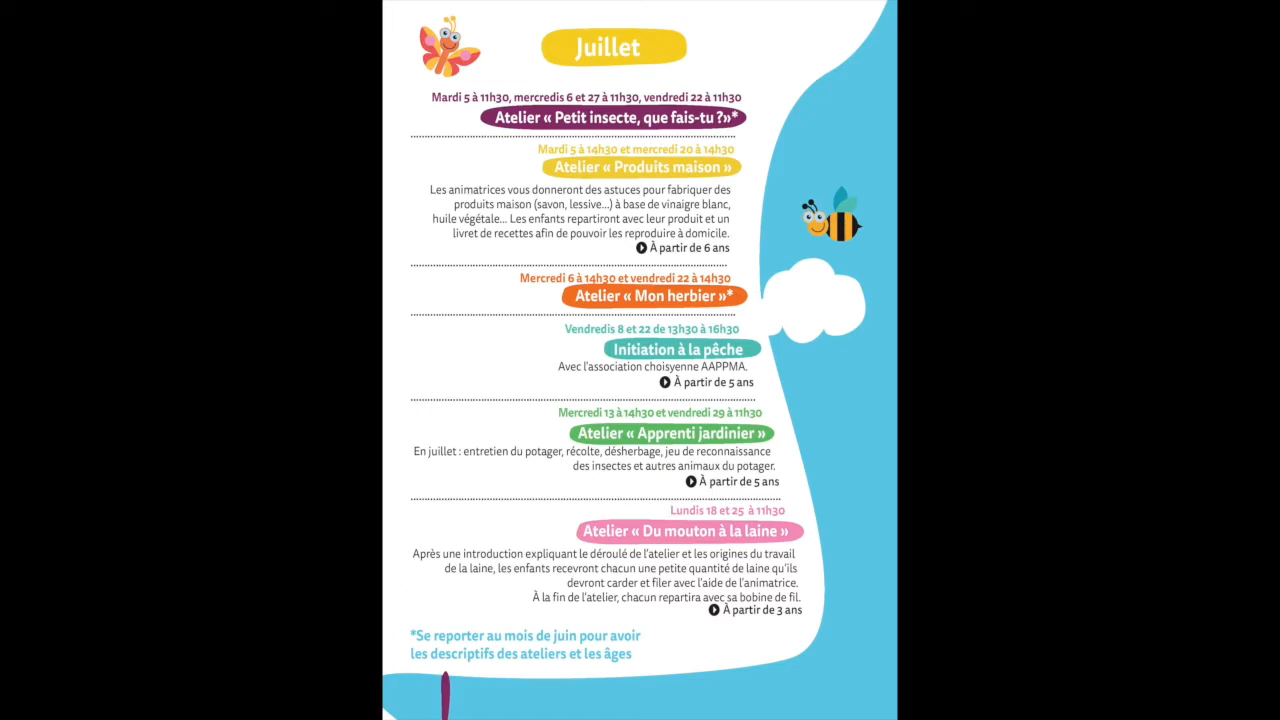 Juillet
Mardi 5 à 11h30, mercredis 6 et 27 à 11h30, vendredi 22 à 11h30
Atelier « Petit insecte, que fais-tu ?»*
Mardi 5 à 14h30 et mercredi 20 à 14h30
Atelier « Produits maison »
Les animatrices vous donneront des astuces pour fabriquer des
produits maison (savon, lessive...) à base de vinaigre blanc,
huile végétale... Les enfants repartiront avec leur produit et un
livret de recettes afin de pouvoir les reproduire à domicile.
À partir de 6 ans
Mercredi 6 à 14h30 et vendredi 22 à 14h30
Atelier « Mon herbier »*
Vendredis 8 et 22 de 13h30 à 16h30
Initiation à la pêche
Avec l'association choisyenne AAPPMA.
À partir de 5 ans
Mercredi 13 à 14h30 et vendredi 29 à 11h30
Atelier « Apprenti jardinier »
En juillet : entretien du potager, récolte, désherbage, jeu de reconnaissance
des insectes et autres animaux du potager.
À partir de 5 ans
Lundis 18 et 25 à 11h30
Atelier « Du mouton à la laine »
Après une introduction expliquant le déroulé de l'atelier et les origines du travail
de la laine, les enfants recevront chacun une petite quantité de laine qu'ils
devront carder et filer avec l'aide de l'animatrice.
À la fin de l'atelier, chacun repartira avec sa bobine de fil.
À partir de 3 ans
*Se reporter au mois de juin pour avoir
les descriptifs des ateliers et les âges